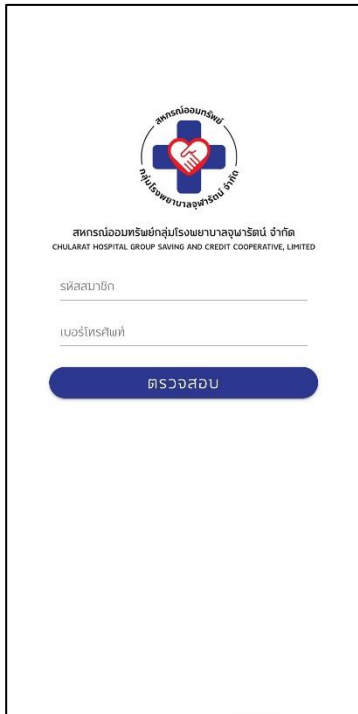 สหกรณ์ออมทรัพย์
กลุ่มโรงพยาบาลจุฬารัตน์ จำกัด
สหกรณ์ออมทรัพย์กลุ่มโรงพยาบาลจุฬารัตน์ จำกัด
CHULARAT HOSPITAL GROUP SAVING AND CREDIT COOPERATIVE, LIMITED
รหัสสมาชิก
เบอร์โทรศัพท์
ตรวจสอบ